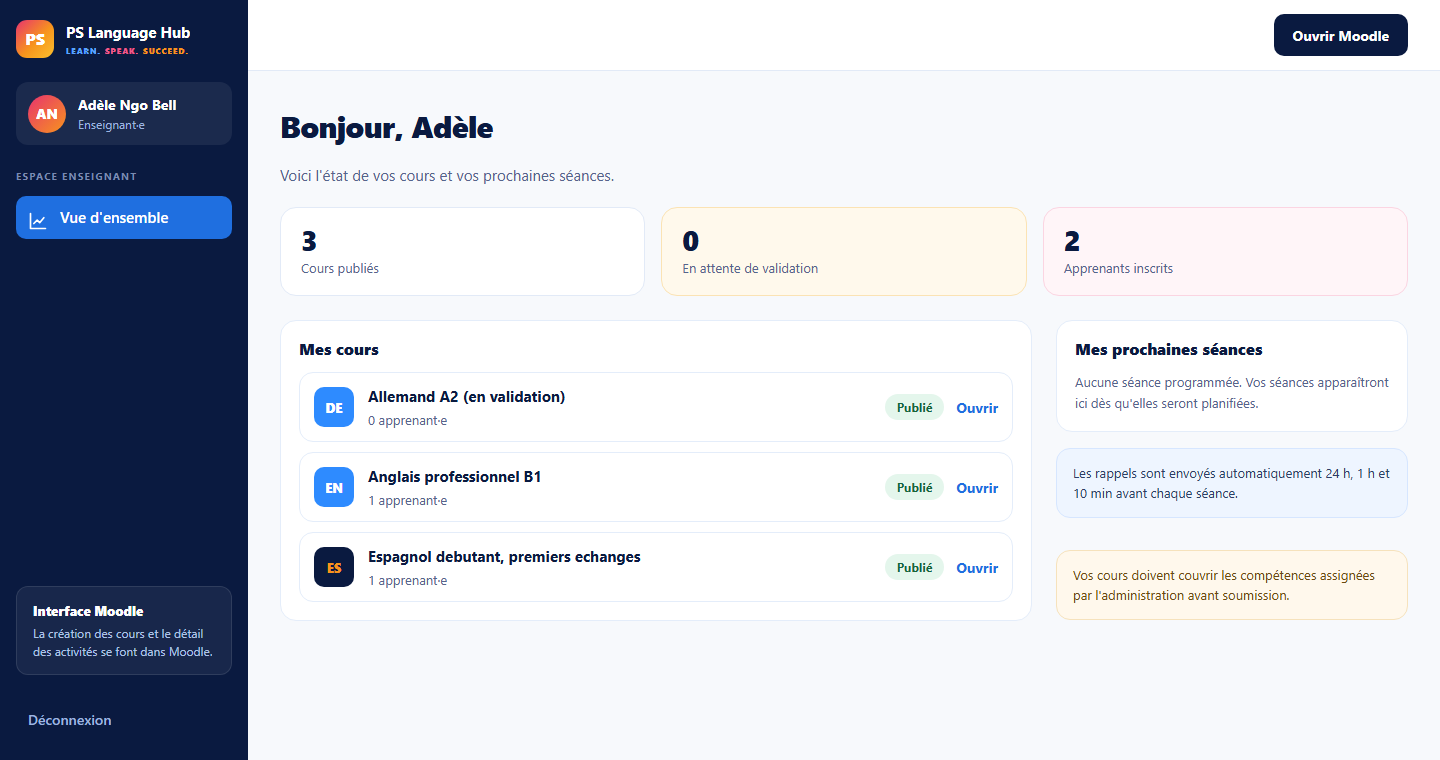 PS
PS Language Hub
LEARN. SPEAK. SUCCEED.
AN
Adèle Ngo Bell
Enseignant·e
ESPACE ENSEIGNANT
Vue d'ensemble
Interface Moodle
La création des cours et le détail
des activités se font dans Moodle.
Déconnexion
Ouvrir Moodle
Bonjour, Adèle
Voici l'état de vos cours et vos prochaines séances.
3
Cours publiés
0
En attente de validation
2
Apprenants inscrits
Mes cours
DE
Allemand A2 (en validation)
0 apprenant·e
Publié
Ouvrir
EN
Anglais professionnel B1
1 apprenant·e
Publié
Ouvrir
ES
Espagnol debutant, premiers echanges
1 apprenant·e
Publié
Ouvrir
Mes prochaines séances
Aucune séance programmée. Vos séances apparaîtront
ici dès qu'elles seront planifiées.
Les rappels sont envoyés automatiquement 24 h, 1 h et
10 min avant chaque séance.
Vos cours doivent couvrir les compétences assignées
par l'administration avant soumission.